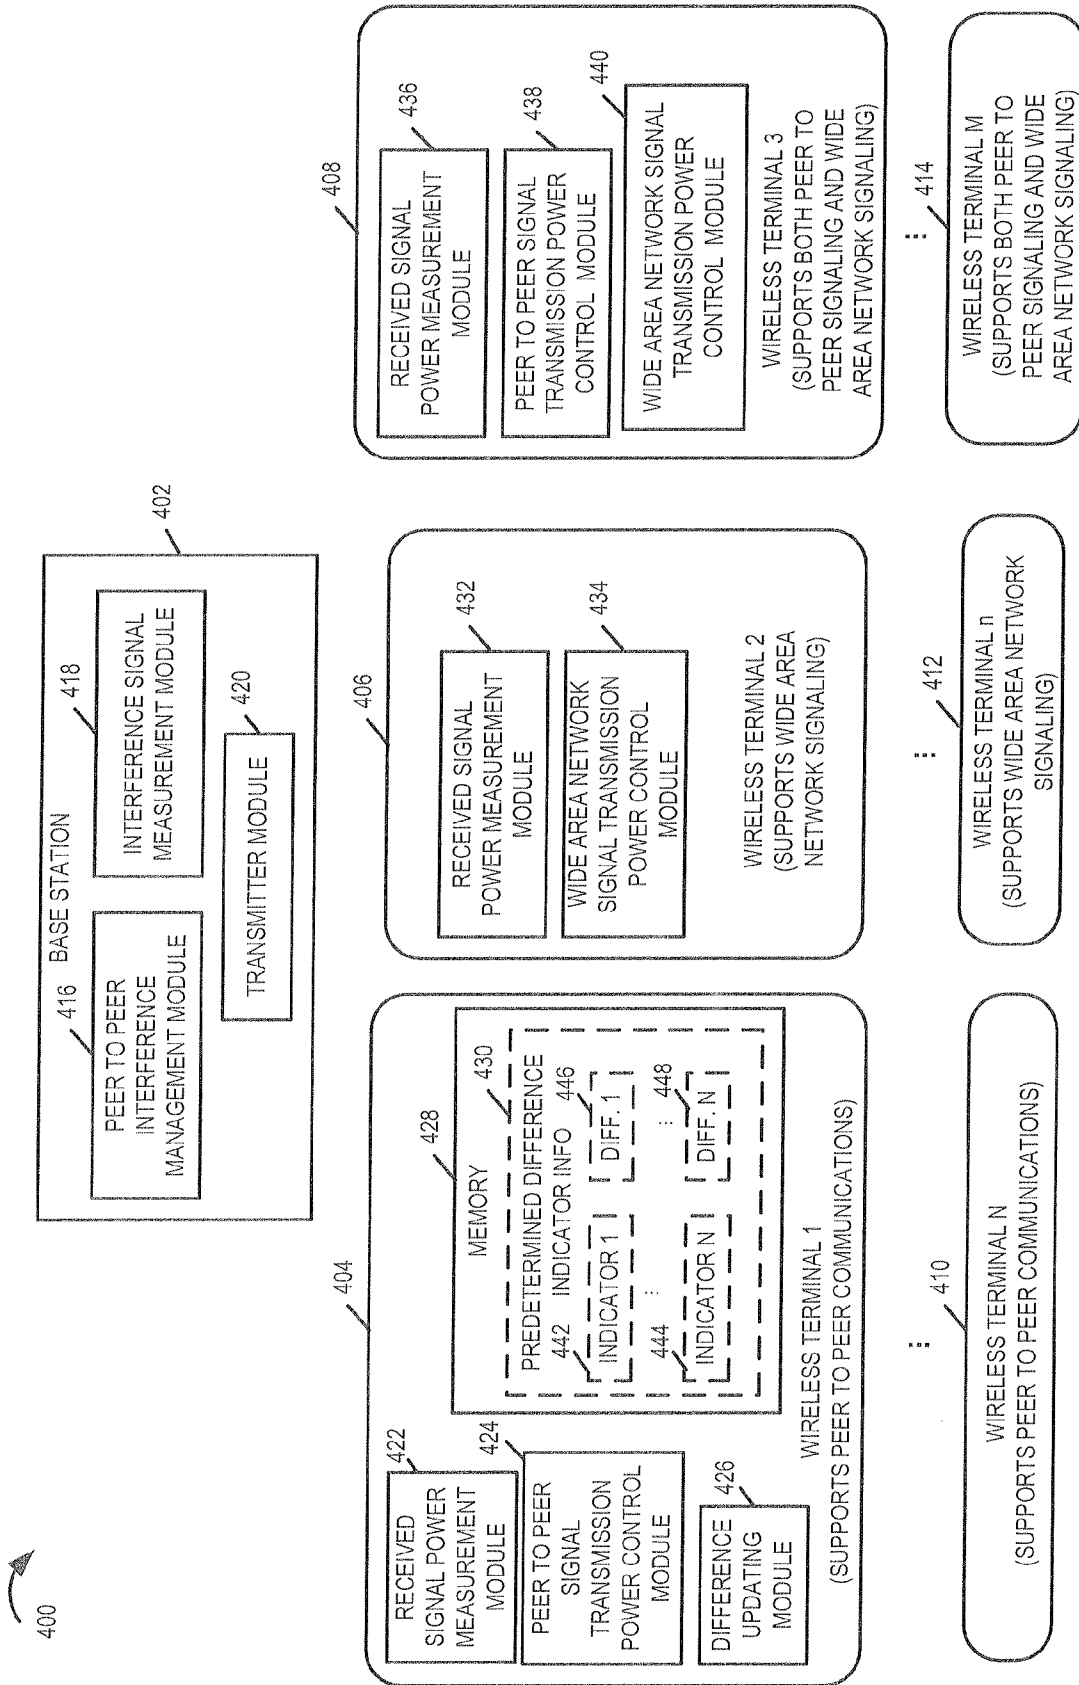 400
BASE STATION
402
416
PEER TO PEER
INTERFERENCE
MANAGEMENT MODULE
INTERFERENCE SIGNAL
MEASUREMENT MODULE
418
TRANSMITTER MODULE
420
404
RECEIVED
SIGNAL POWER
MEASUREMENT
MODULE
422
PEER TO PEER
SIGNAL
TRANSMISSION
POWER CONTROL
MODULE
424
DIFFERENCE
UPDATING
MODULE
426
MEMORY
428
PREDETERMINED DIFFERENCE
INDICATOR INFO
430
442
INDICATOR 1
446
DIFF. 1
⋮
⋮
444
INDICATOR N
448
DIFF. N
WIRELESS TERMINAL 1
(SUPPORTS PEER TO PEER COMMUNICATIONS)
⋮
410
WIRELESS TERMINAL N
(SUPPORTS PEER TO PEER COMMUNICATIONS)
406
RECEIVED SIGNAL
POWER MEASUREMENT
MODULE
432
WIDE AREA NETWORK
SIGNAL TRANSMISSION
POWER CONTROL
MODULE
434
WIRELESS TERMINAL 2
(SUPPORTS WIDE AREA
NETWORK SIGNALING)
⋮
412
WIRELESS TERMINAL n
(SUPPORTS WIDE AREA NETWORK
SIGNALING)
408
RECEIVED SIGNAL
POWER MEASUREMENT
MODULE
436
PEER TO PEER SIGNAL
TRANSMISSION POWER
CONTROL MODULE
438
WIDE AREA NETWORK SIGNAL
TRANSMISSION POWER
CONTROL MODULE
440
WIRELESS TERMINAL 3
(SUPPORTS BOTH PEER TO
PEER SIGNALING AND WIDE
AREA NETWORK SIGNALING)
⋮
414
WIRELESS TERMINAL M
(SUPPORTS BOTH PEER TO
PEER SIGNALING AND WIDE
AREA NETWORK SIGNALING)